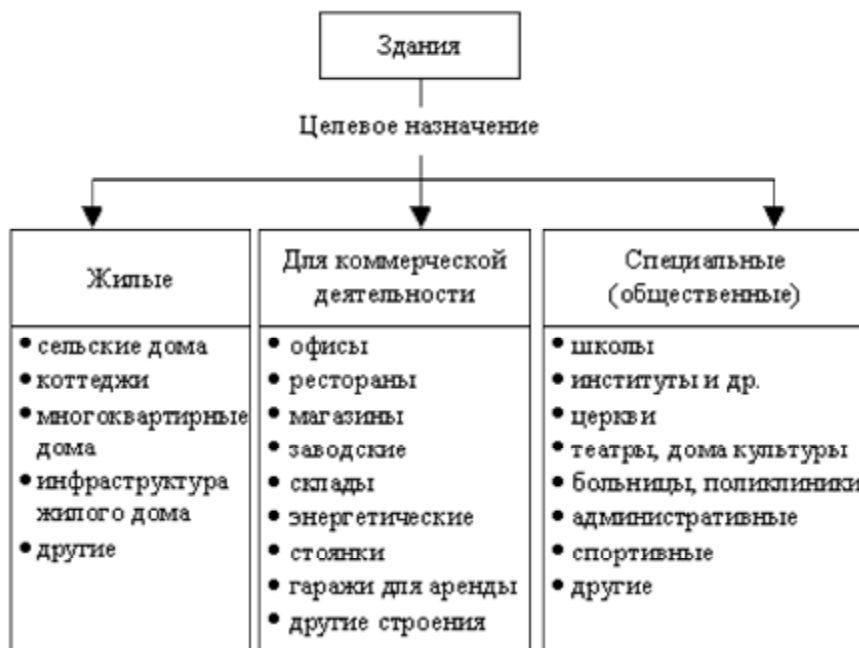 Здания
Целевое назначение
Жилые
• сельские дома
• коттеджи
• многоквартирные
дома
• инфраструктура
жилого дома
• другие
Для коммерческой
деятельности
• офисы
• рестораны
• магазины
• заводские
• склады
• энергетические
• стоянки
• гаражи для аренды
• другие строения
Специальные
(общественные)
• школы
• институты и др.
• церкви
• театры, дома культуры
• больницы, поликлиники
• административные
• спортивные
• другие